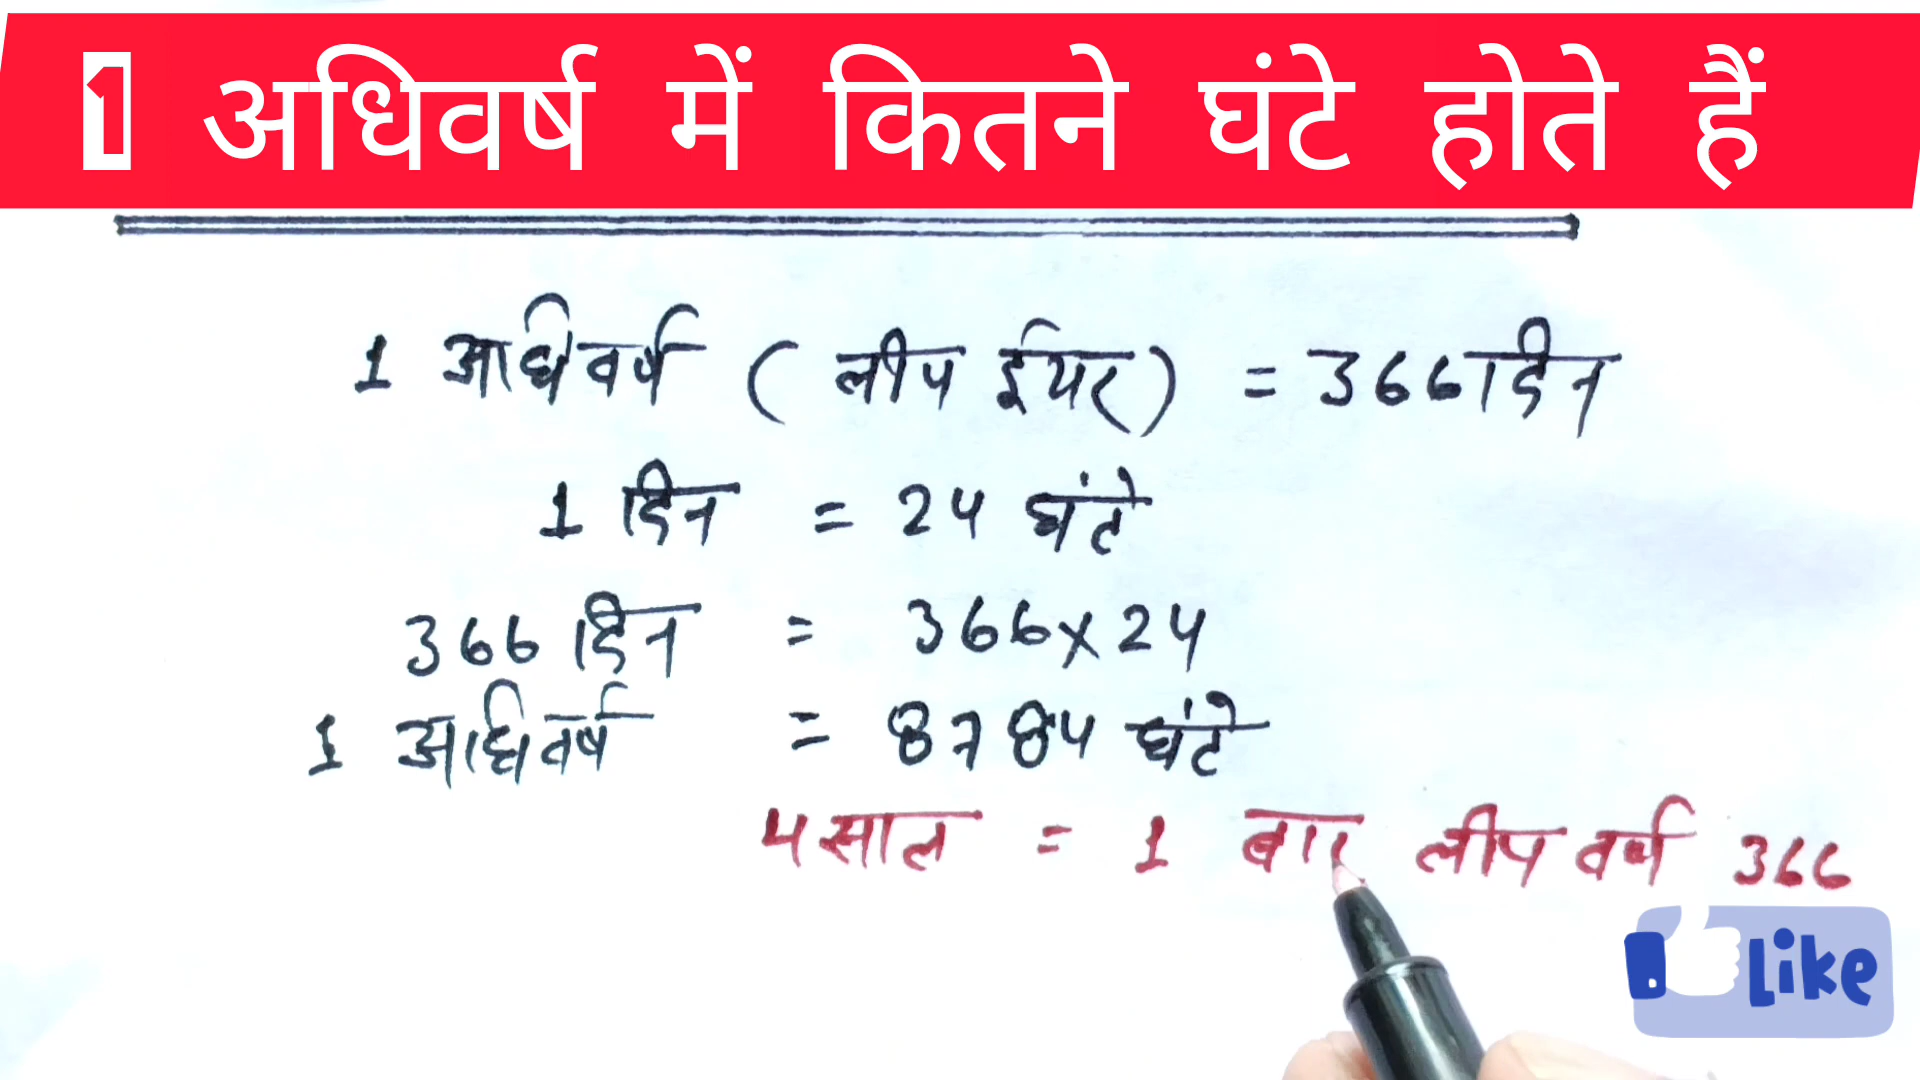 1 अधिवर्ष में कितने घंटे होते हैं
1 अधिवर्ष ( लीप ईयर ) = 366 दिन
1 दिन = 24 घंटे
366 दिन = 366 x 24
1 अधिवर्ष = 8784 घंटे
4 साल = 1 बार लीप वर्ष 366
Like